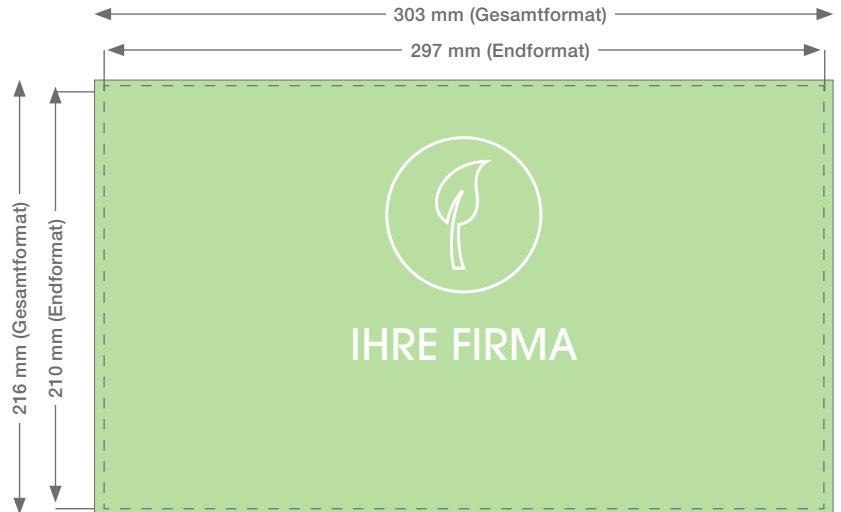 303 mm (Gesamtformat)
297 mm (Endformat)
216 mm (Gesamtformat)
210 mm (Endformat)
IHRE FIRMA